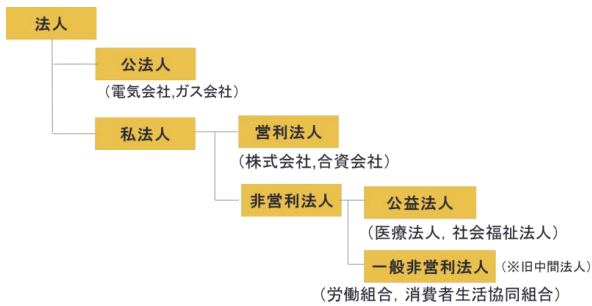 法人
公法人
（電気会社,ガス会社）
私法人
営利法人
（株式会社,合資会社）
非営利法人
公益法人
（医療法人, 社会福祉法人）
一般非営利法人（※旧中間法人）
（労働組合, 消費者生活協同組合）